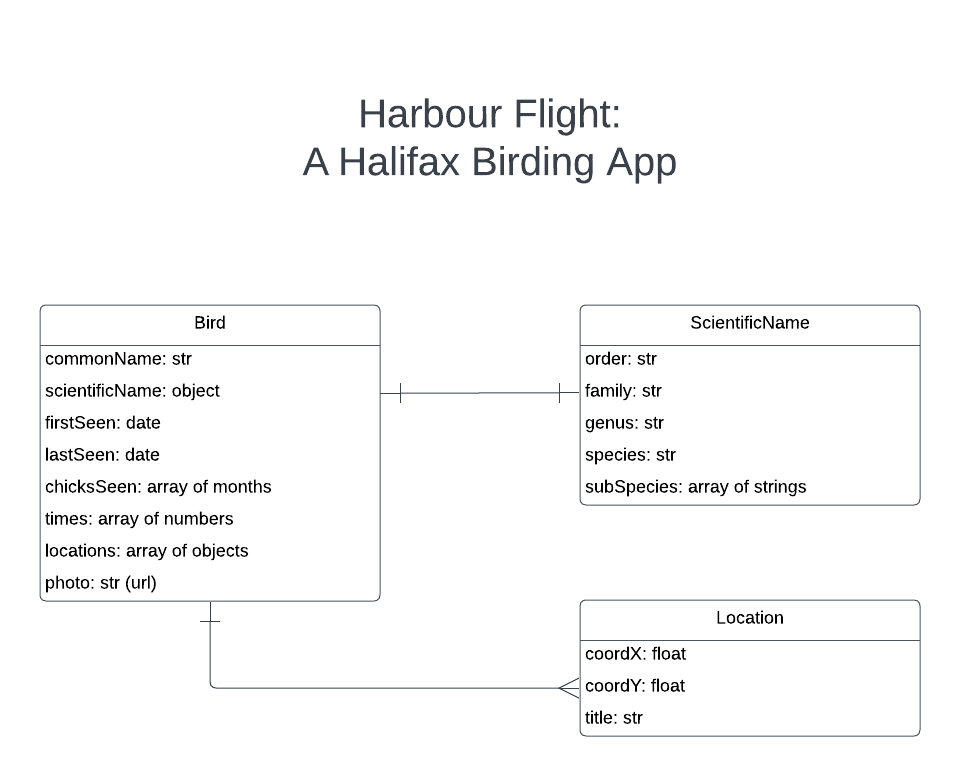 Harbour Flight:
A Halifax Birding App
Bird
commonName: str
scientificName: object
firstSeen: date
lastSeen: date
chicksSeen: array of months
times: array of numbers
locations: array of objects
photo: str (url)
ScientificName
order: str
family: str
genus: str
species: str
subSpecies: array of strings
Location
coordX: float
coordY: float
title: str